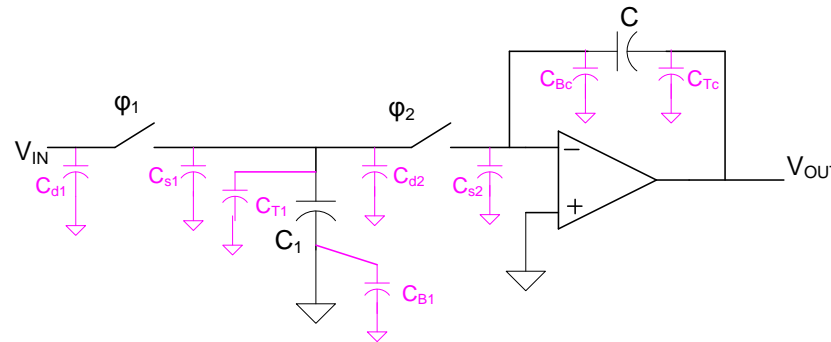 C
C_Bc
C_Tc
φ₁
φ₂
V_IN
C_d1
C_s1
C_T1
C_d2
C_s2
−
+
V_OUT
C₁
C_B1